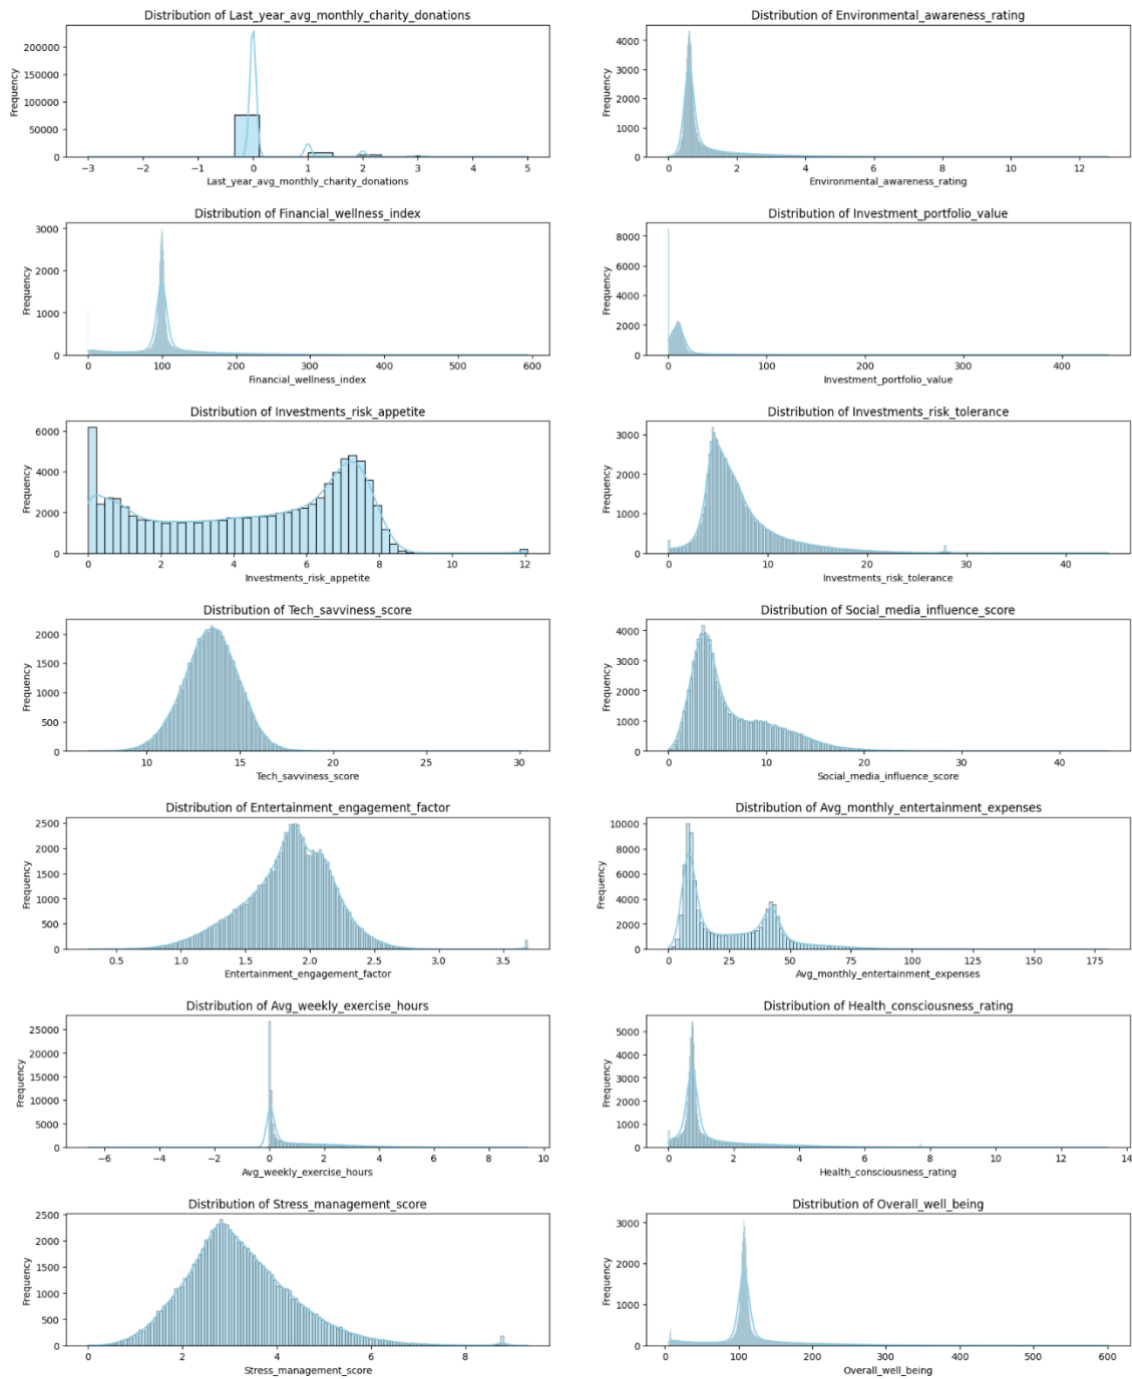 Distribution of Last_year_avg_monthly_charity_donations
200000
150000
100000
50000
0
Frequency
−3 −2 −1 0 1 2 3 4 5
Last_year_avg_monthly_charity_donations
Distribution of Environmental_awareness_rating
4000
3000
2000
1000
0
Frequency
0 2 4 6 8 10 12
Environmental_awareness_rating
Distribution of Financial_wellness_index
3000
2000
1000
0
Frequency
0 100 200 300 400 500 600
Financial_wellness_index
Distribution of Investment_portfolio_value
8000
6000
4000
2000
0
Frequency
0 100 200 300 400
Investment_portfolio_value
Distribution of Investments_risk_appetite
6000
4000
2000
0
Frequency
0 2 4 6 8 10 12
Investments_risk_appetite
Distribution of Investments_risk_tolerance
3000
2000
1000
0
Frequency
0 10 20 30 40
Investments_risk_tolerance
Distribution of Tech_savviness_score
2000
1500
1000
500
0
Frequency
10 15 20 25 30
Tech_savviness_score
Distribution of Social_media_influence_score
4000
3000
2000
1000
0
Frequency
0 10 20 30 40
Social_media_influence_score
Distribution of Entertainment_engagement_factor
2500
2000
1500
1000
500
0
Frequency
0.5 1.0 1.5 2.0 2.5 3.0 3.5
Entertainment_engagement_factor
Distribution of Avg_monthly_entertainment_expenses
10000
8000
6000
4000
2000
0
Frequency
0 25 50 75 100 125 150 175
Avg_monthly_entertainment_expenses
Distribution of Avg_weekly_exercise_hours
25000
20000
15000
10000
5000
0
Frequency
−6 −4 −2 0 2 4 6 8 10
Avg_weekly_exercise_hours
Distribution of Health_consciousness_rating
5000
4000
3000
2000
1000
0
Frequency
0 2 4 6 8 10 12 14
Health_consciousness_rating
Distribution of Stress_management_score
2500
2000
1500
1000
500
0
Frequency
0 2 4 6 8
Stress_management_score
Distribution of Overall_well_being
3000
2000
1000
0
Frequency
0 100 200 300 400 500 600
Overall_well_being